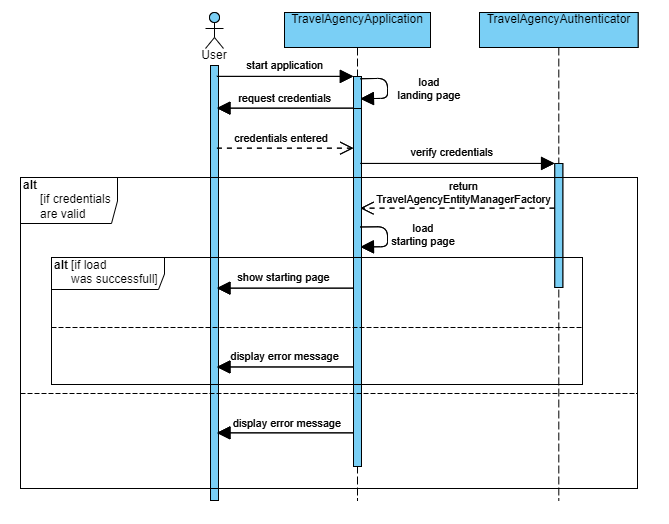 TravelAgencyApplication
TravelAgencyAuthenticator
User
start application
load
landing page
request credentials
credentials entered
verify credentials
alt
[if credentials
are valid
return
TravelAgencyEntityManagerFactory
load
starting page
alt [if load
was successfull]
show starting page
display error message
display error message